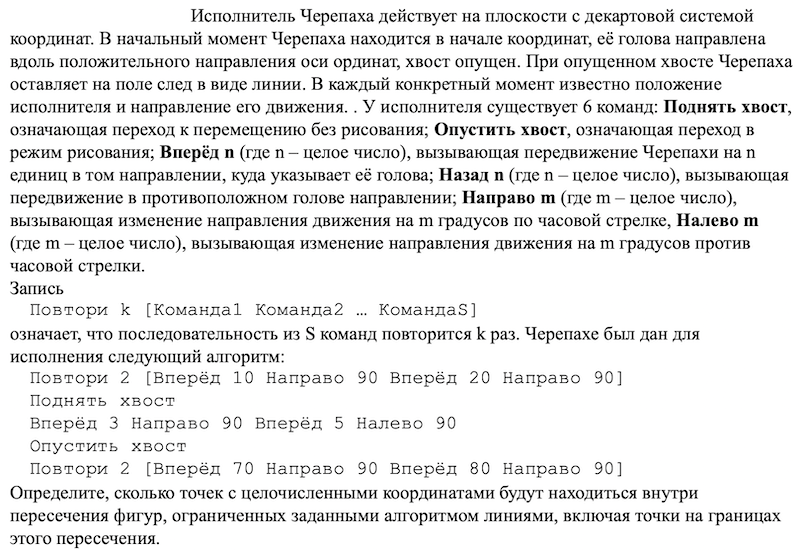 Исполнитель Черепаха действует на плоскости с декартовой системой
координат. В начальный момент Черепаха находится в начале координат, её голова направлена
вдоль положительного направления оси ординат, хвост опущен. При опущенном хвосте Черепаха
оставляет на поле след в виде линии. В каждый конкретный момент известно положение
исполнителя и направление его движения. . У исполнителя существует 6 команд: Поднять хвост,
означающая переход к перемещению без рисования; Опустить хвост, означающая переход в
режим рисования; Вперёд n (где n – целое число), вызывающая передвижение Черепахи на n
единиц в том направлении, куда указывает её голова; Назад n (где n – целое число), вызывающая
передвижение в противоположном голове направлении; Направо m (где m – целое число),
вызывающая изменение направления движения на m градусов по часовой стрелке, Налево m
(где m – целое число), вызывающая изменение направления движения на m градусов против
часовой стрелки.
Запись
Повтори k [Команда1 Команда2 … КомандаS]
означает, что последовательность из S команд повторится k раз. Черепахе был дан для
исполнения следующий алгоритм:
Повтори 2 [Вперёд 10 Направо 90 Вперёд 20 Направо 90]
Поднять хвост
Вперёд 3 Направо 90 Вперёд 5 Налево 90
Опустить хвост
Повтори 2 [Вперёд 70 Направо 90 Вперёд 80 Направо 90]
Определите, сколько точек с целочисленными координатами будут находиться внутри
пересечения фигур, ограниченных заданными алгоритмом линиями, включая точки на границах
этого пересечения.